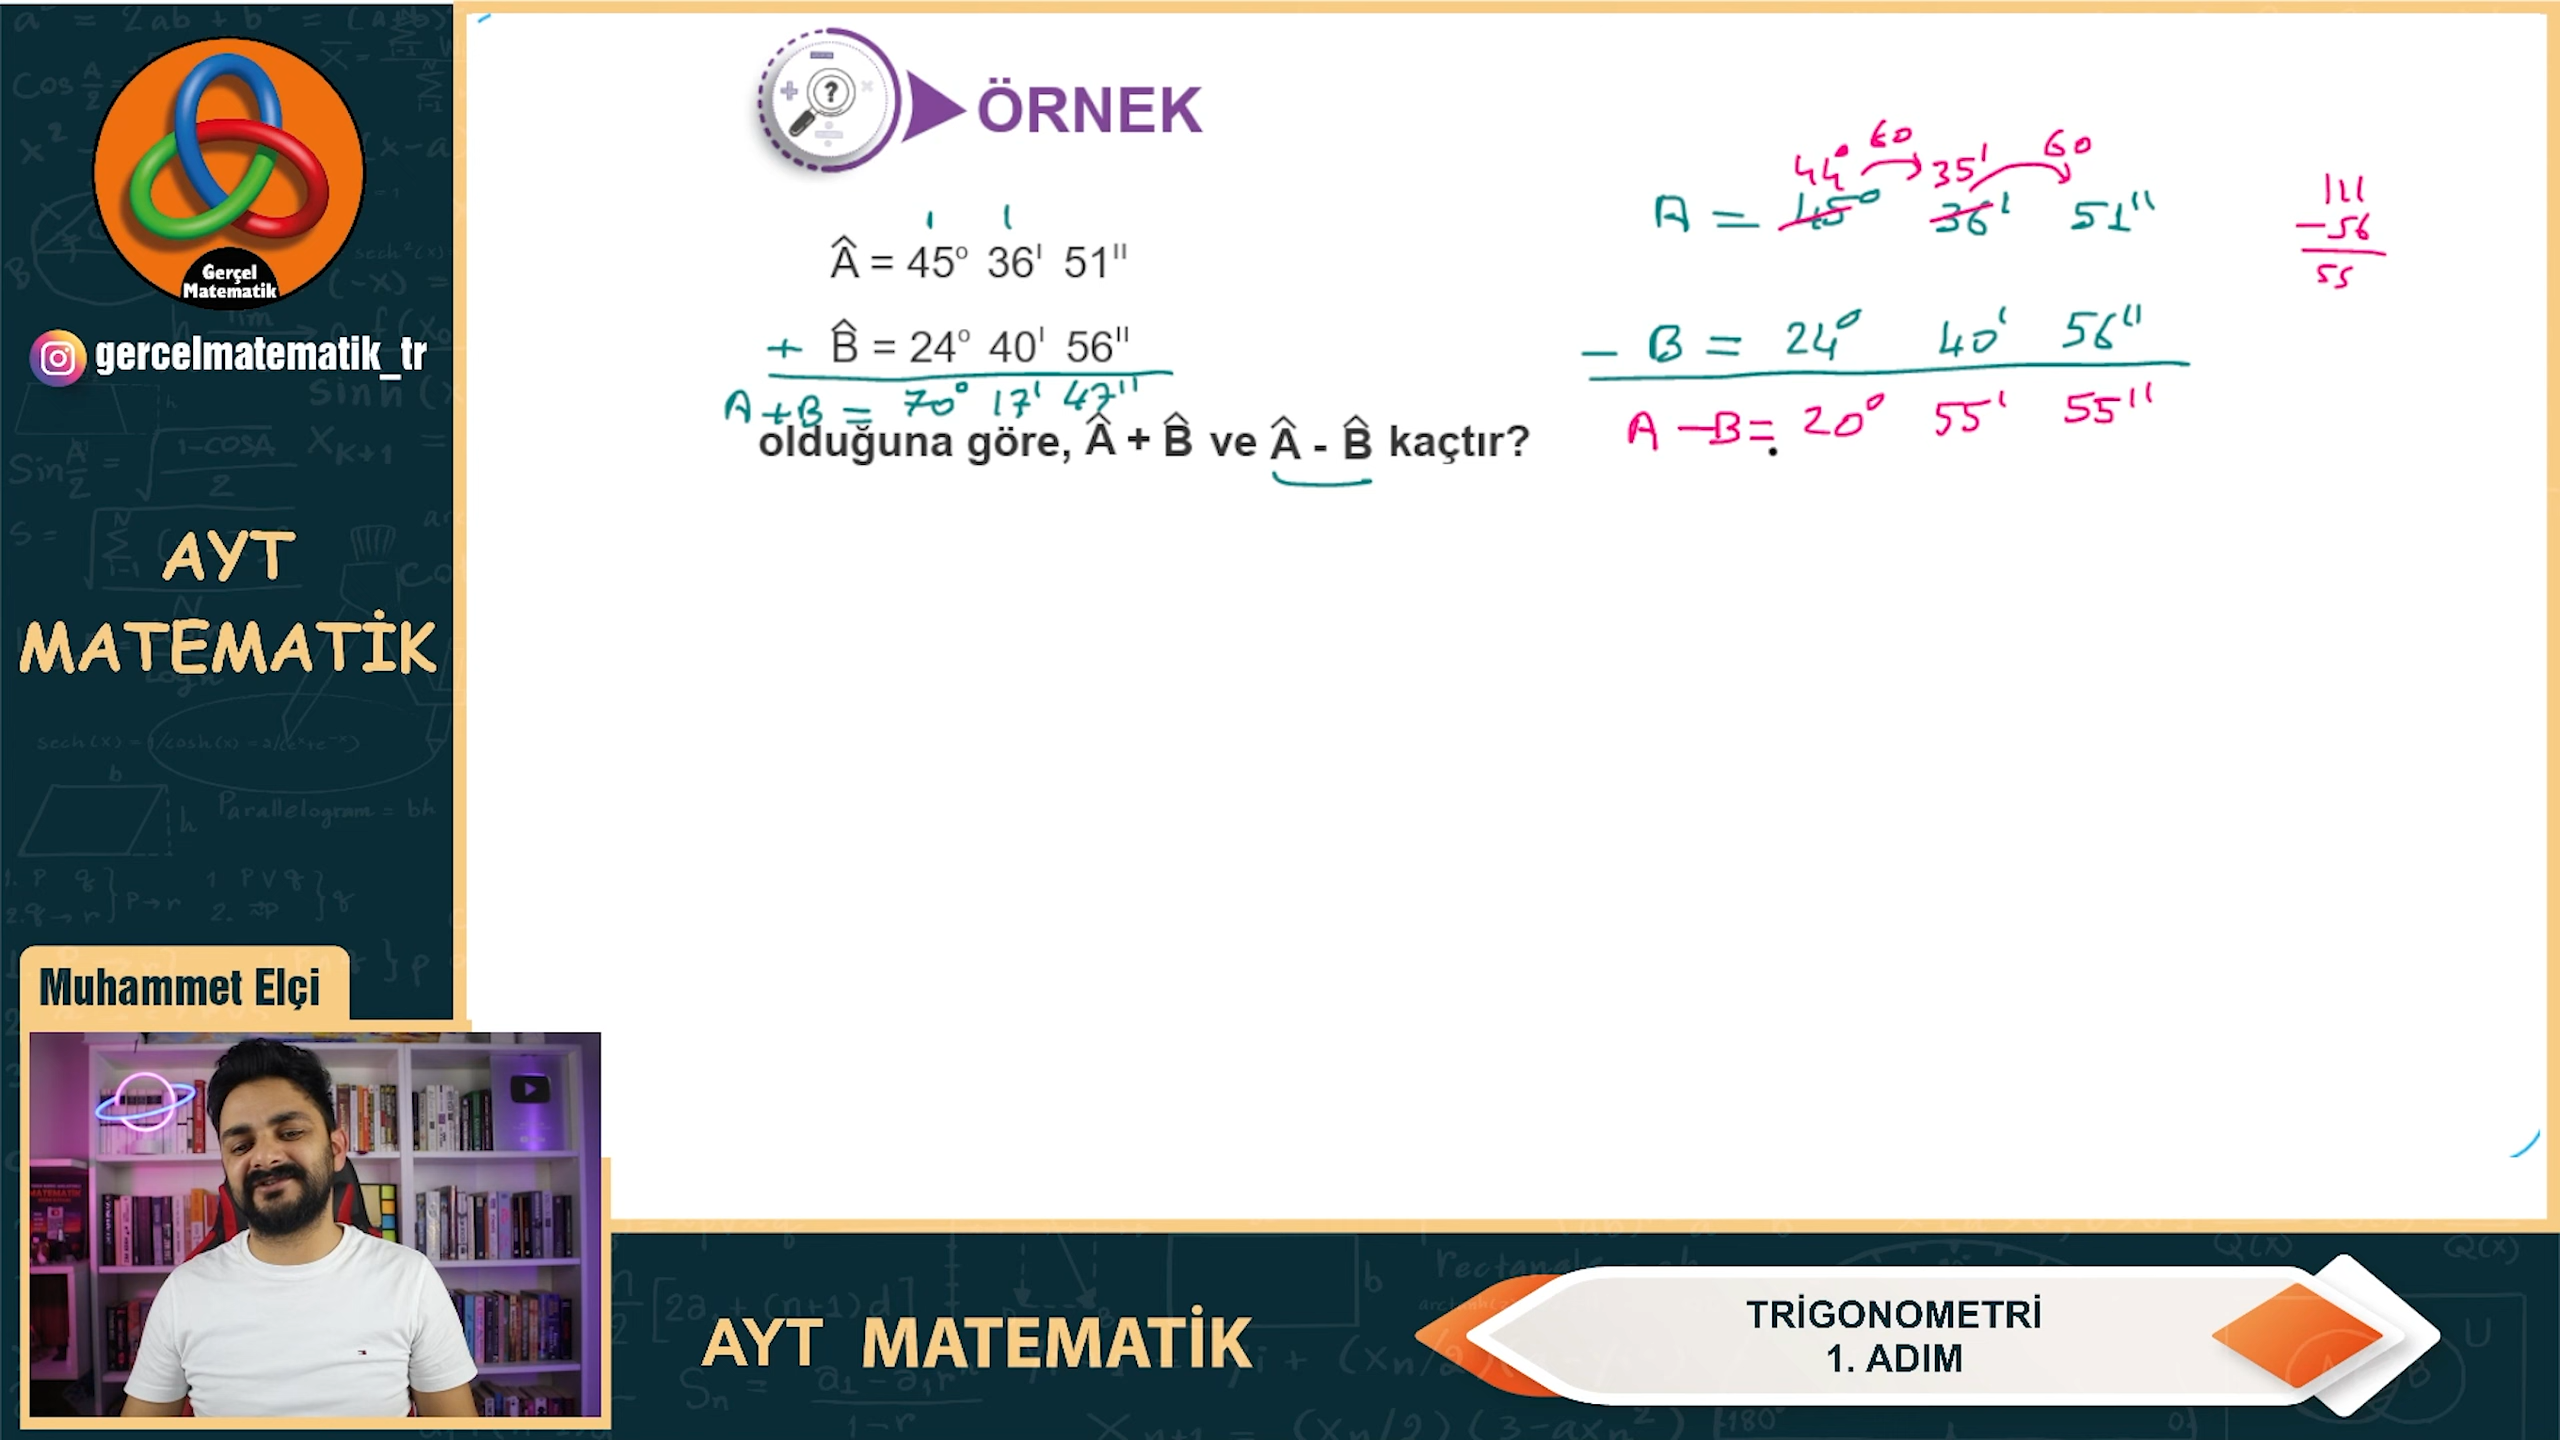 Gerçel
Matematik
gercelmatematik_tr
AYT
MATEMATİK
Muhammet Elçi
ÖRNEK
Â = 45° 36' 51''
+ B̂ = 24° 40' 56''
A+B = 70° 17' 47''
olduğuna göre, Â + B̂ ve Â - B̂ kaçtır?
44° 60 35' 60
A = 45° 36' 51''
- B = 24° 40' 56''
A-B= 20° 55' 55''
111
-56
55
AYT MATEMATİK
TRİGONOMETRİ
1. ADIM